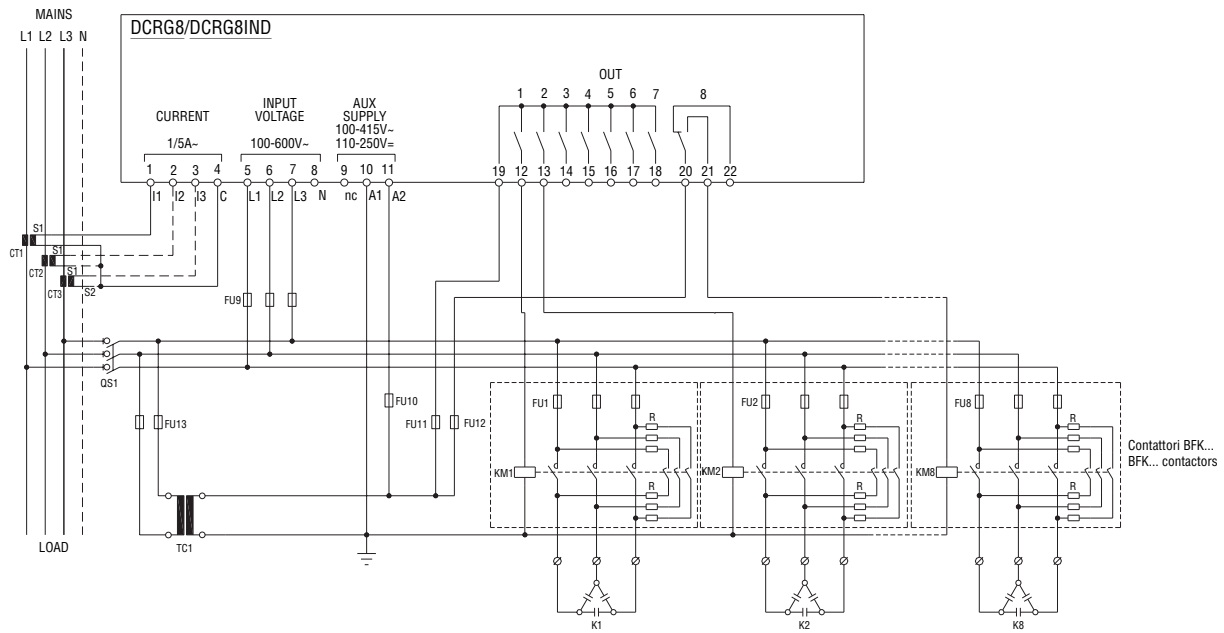 MAINS
L1 L2 L3 N
DCRG8/DCRG8IND
OUT
1 2 3 4 5 6 7 8
CURRENT
1/5A~
INPUT
VOLTAGE
100-600V~
AUX
SUPPLY
100-415V~
110-250V=
1 2 3 4 5 6 7 8 9 10 11 19 12 13 14 15 16 17 18 20 21 22
I1 I2 I3 C L1 L2 L3 N nc A1 A2
S1
CT1
S1
CT2
S1
CT3 S2
FU9
QS1
FU13
FU10
FU11 FU12
FU1 FU2 FU8
R R R
KM1 KM2 KM8
R R R
Contattori BFK...
BFK... contactors
TC1
LOAD
K1 K2 K8